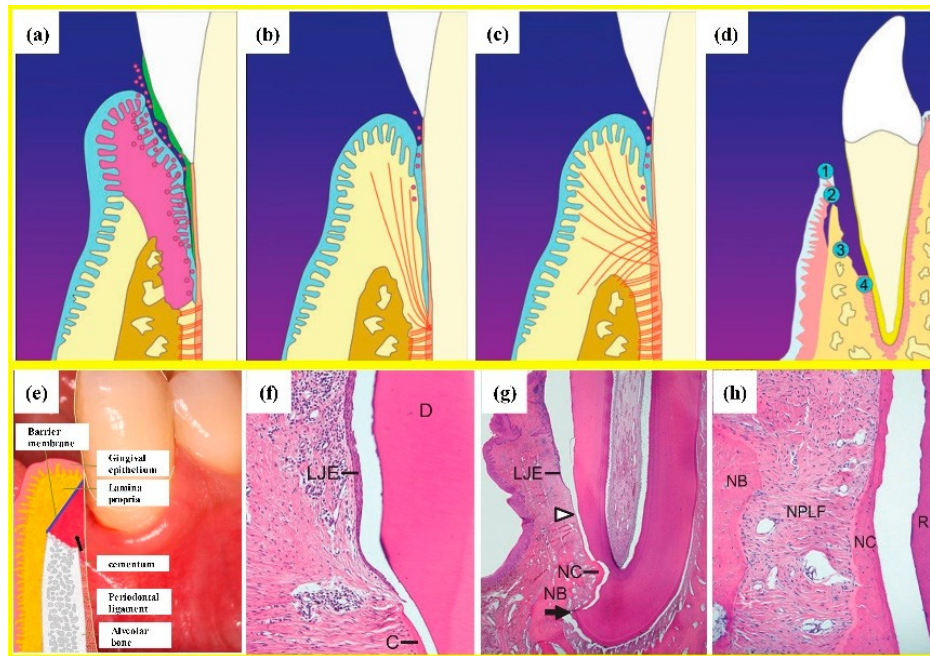 (a)
(b)
(c)
(d)
1
2
3
4
(e)
Barrier
membrane
Gingival
epithelium
Lamina
propria
cementum
Periodontal
ligament
Alveolar
bone
(f)
D
LJE
C
(g)
LJE
NC
NB
(h)
NB
NPLF
NC
R